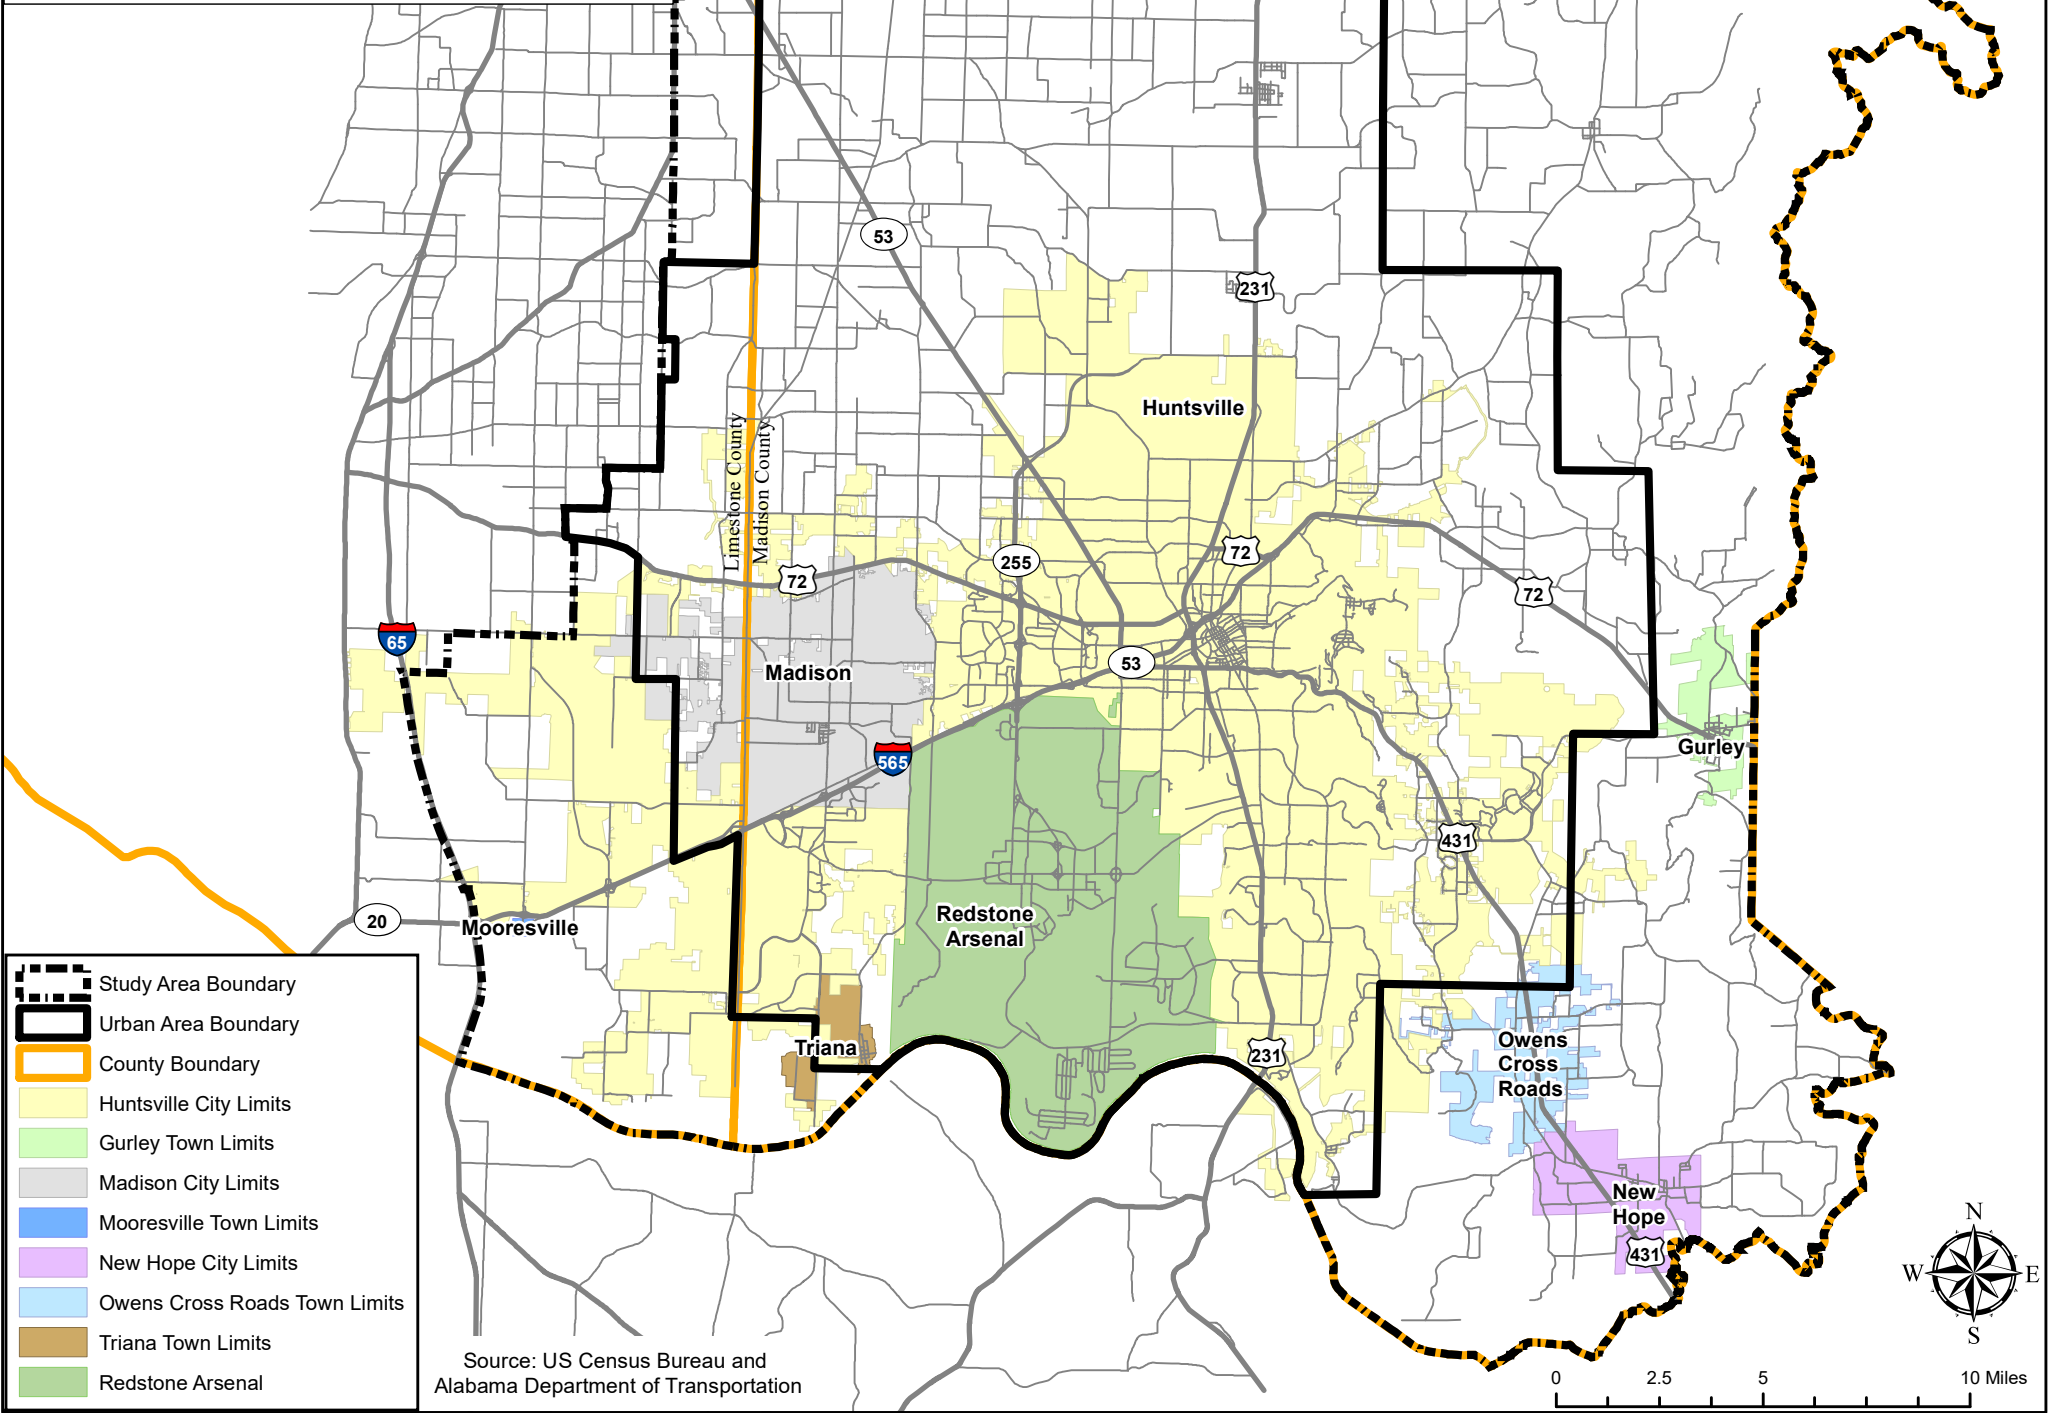 53
231
Huntsville
Limestone County
Madison County
72
255
72
72
65
53
Madison
Gurley
565
431
20
Mooresville
Redstone
Arsenal
Triana
231
Owens
Cross
Roads
New
Hope
431
Study Area Boundary
Urban Area Boundary
County Boundary
Huntsville City Limits
Gurley Town Limits
Madison City Limits
Mooresville Town Limits
New Hope City Limits
Owens Cross Roads Town Limits
Triana Town Limits
Redstone Arsenal
Source: US Census Bureau and
Alabama Department of Transportation
N
W E
S
0 2.5 5 10 Miles